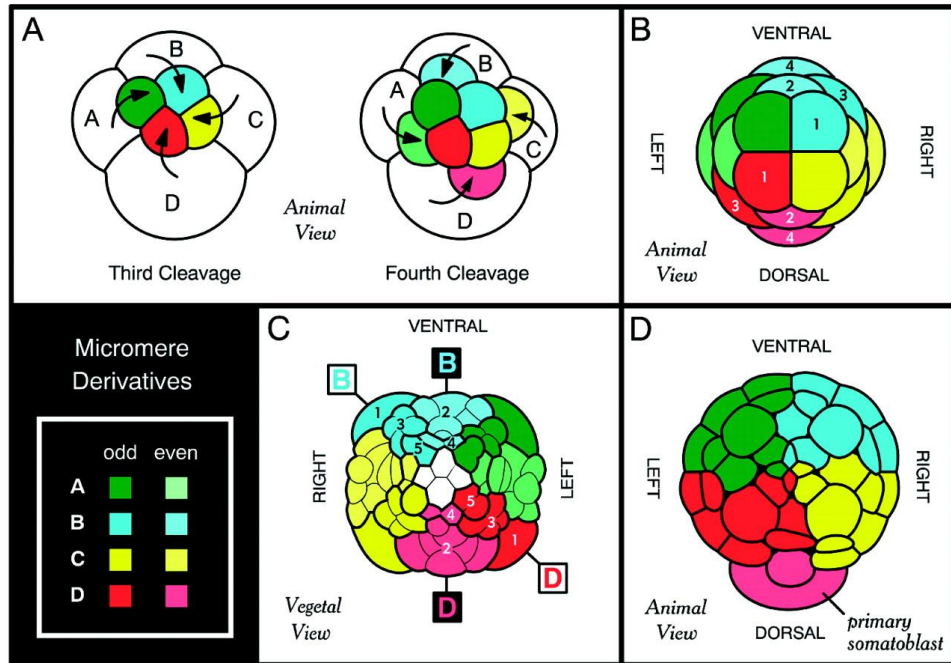 A
B
A
C
D
Third Cleavage
Animal
View
B
A
C
D
Fourth Cleavage
B
VENTRAL
4
2
3
1
LEFT
RIGHT
1
3
2
4
Animal
View
DORSAL
Micromere
Derivatives
odd even
A
B
C
D
C
VENTRAL
B
B
1
2
3
4
5
RIGHT
LEFT
5
4
3
2
1
D
D
Vegetal
View
D
VENTRAL
LEFT
RIGHT
Animal
View
DORSAL
primary
somatoblast